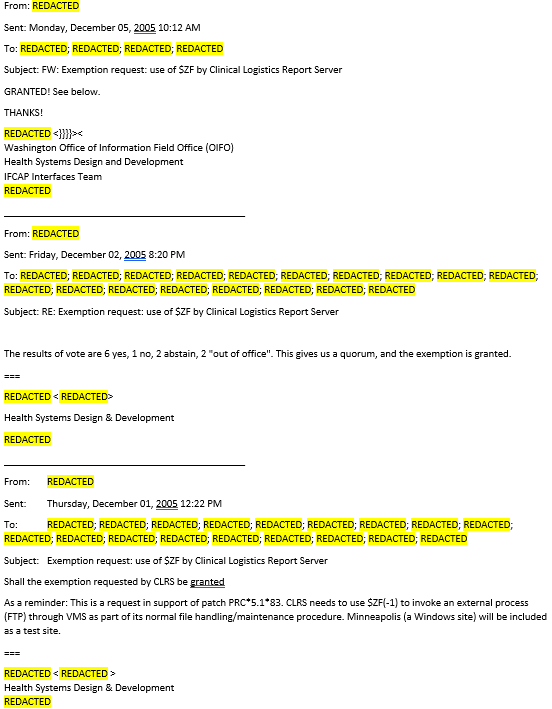 From: REDACTED
Sent: Monday, December 05, 2005 10:12 AM
To: REDACTED; REDACTED; REDACTED; REDACTED
Subject: FW: Exemption request: use of $ZF by Clinical Logistics Report Server
GRANTED! See below.
THANKS!
REDACTED <}}}}><
Washington Office of Information Field Office (OIFO)
Health Systems Design and Development
IFCAP Interfaces Team
REDACTED
From: REDACTED
Sent: Friday, December 02, 2005 8:20 PM
To: REDACTED; REDACTED; REDACTED; REDACTED; REDACTED; REDACTED; REDACTED; REDACTED; REDACTED; REDACTED;
REDACTED; REDACTED; REDACTED; REDACTED; REDACTED; REDACTED; REDACTED; REDACTED
Subject: RE: Exemption request: use of $ZF by Clinical Logistics Report Server
The results of vote are 6 yes, 1 no, 2 abstain, 2 "out of office". This gives us a quorum, and the exemption is granted.
===
REDACTED < REDACTED>
Health Systems Design & Development
REDACTED
From: REDACTED
Sent: Thursday, December 01, 2005 12:22 PM
To: REDACTED; REDACTED; REDACTED; REDACTED; REDACTED; REDACTED; REDACTED; REDACTED; REDACTED;
REDACTED; REDACTED; REDACTED; REDACTED; REDACTED; REDACTED; REDACTED; REDACTED; REDACTED
Subject: Exemption request: use of $ZF by Clinical Logistics Report Server
Shall the exemption requested by CLRS be granted
As a reminder: This is a request in support of patch PRC*5.1*83. CLRS needs to use $ZF(-1) to invoke an external process
(FTP) through VMS as part of its normal file handling/maintenance procedure. Minneapolis (a Windows site) will be included
as a test site.
===
REDACTED < REDACTED >
Health Systems Design & Development
REDACTED